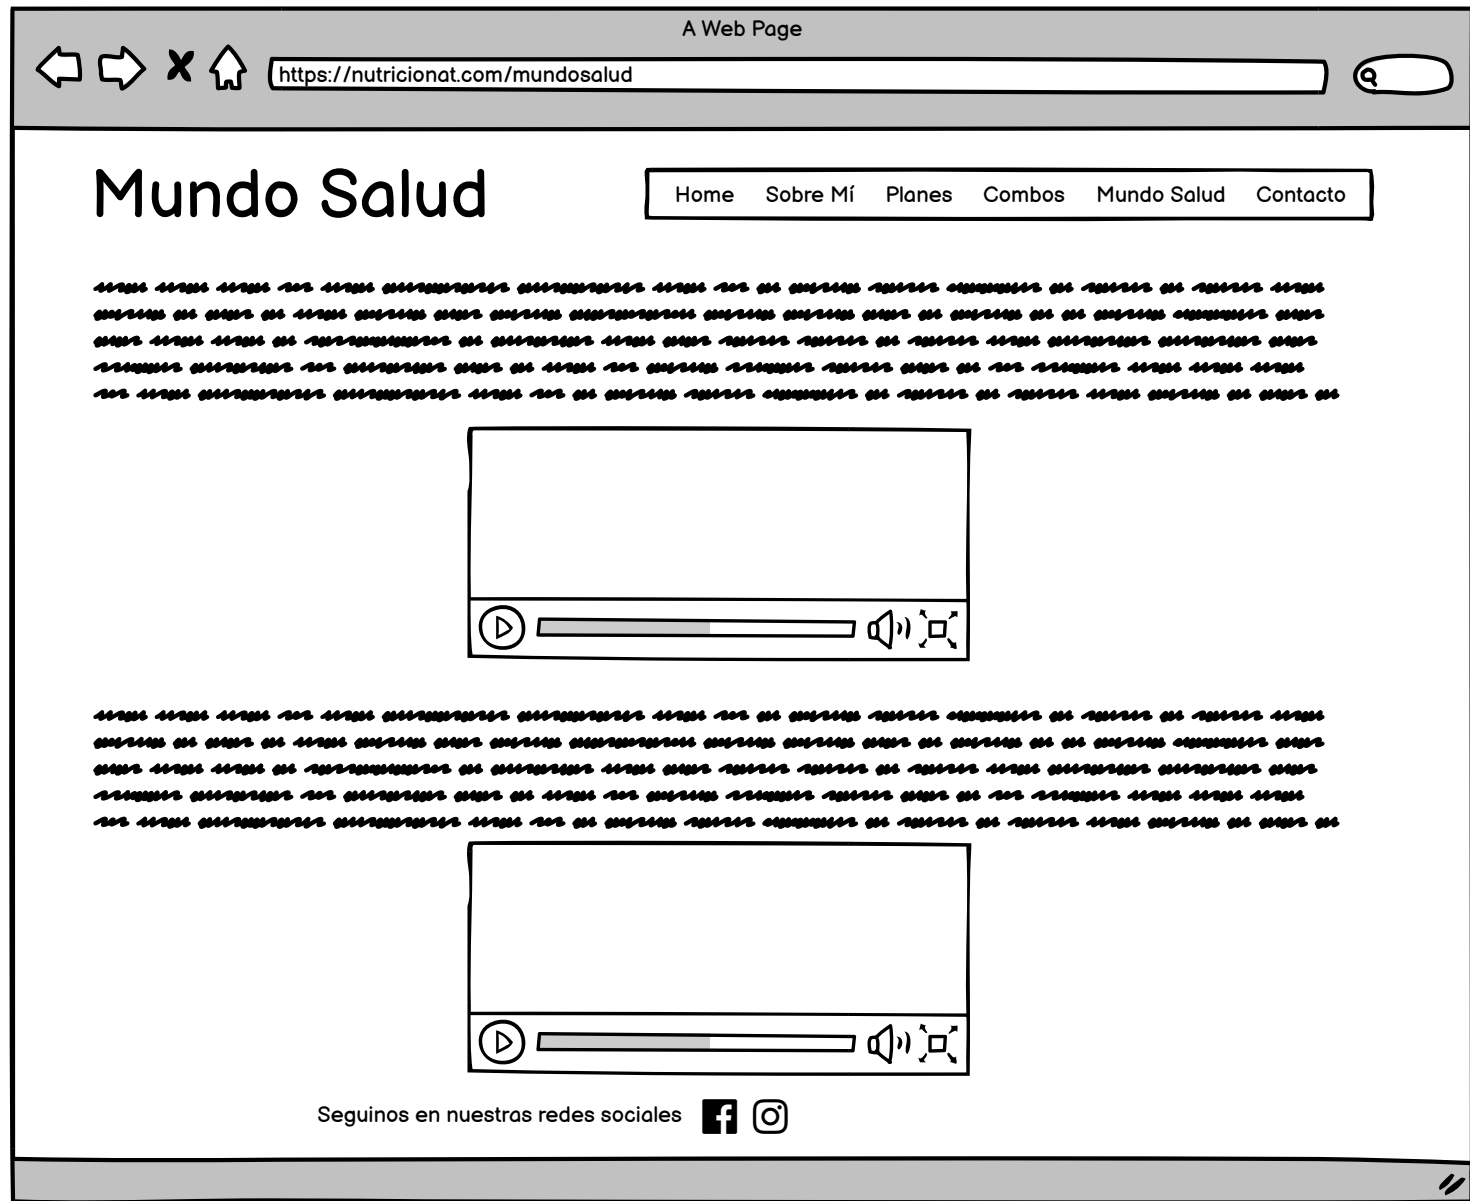 A Web Page
https://nutricionat.com/mundosalud
Mundo Salud
Home Sobre Mí Planes Combos Mundo Salud Contacto
Seguinos en nuestras redes sociales